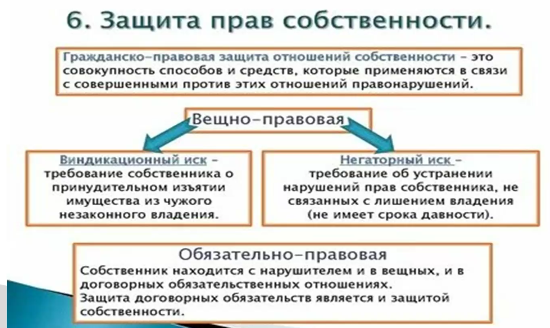 6. Защита прав собственности.
Гражданско-правовая защита отношений собственности – это
совокупность способов и средств, которые применяются в связи
с совершенными против этих отношений правонарушений.
Вещно-правовая
Виндикационный иск –
требование собственника о
принудительном изъятии
имущества из чужого
незаконного владения.
Негаторный иск –
требование об устранении
нарушений прав собственника, не
связанных с лишением владения
(не имеет срока давности).
Обязательно-правовая
Собственник находится с нарушителем и в вещных, и в
договорных обязательственных отношениях.
Защита договорных обязательств является и защитой
собственности.